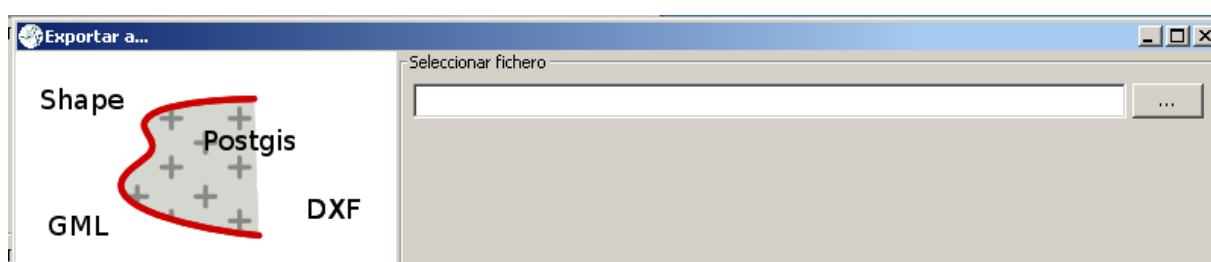 Exportar a...
Seleccionar fichero
...
Shape
Postgis
DXF
GML